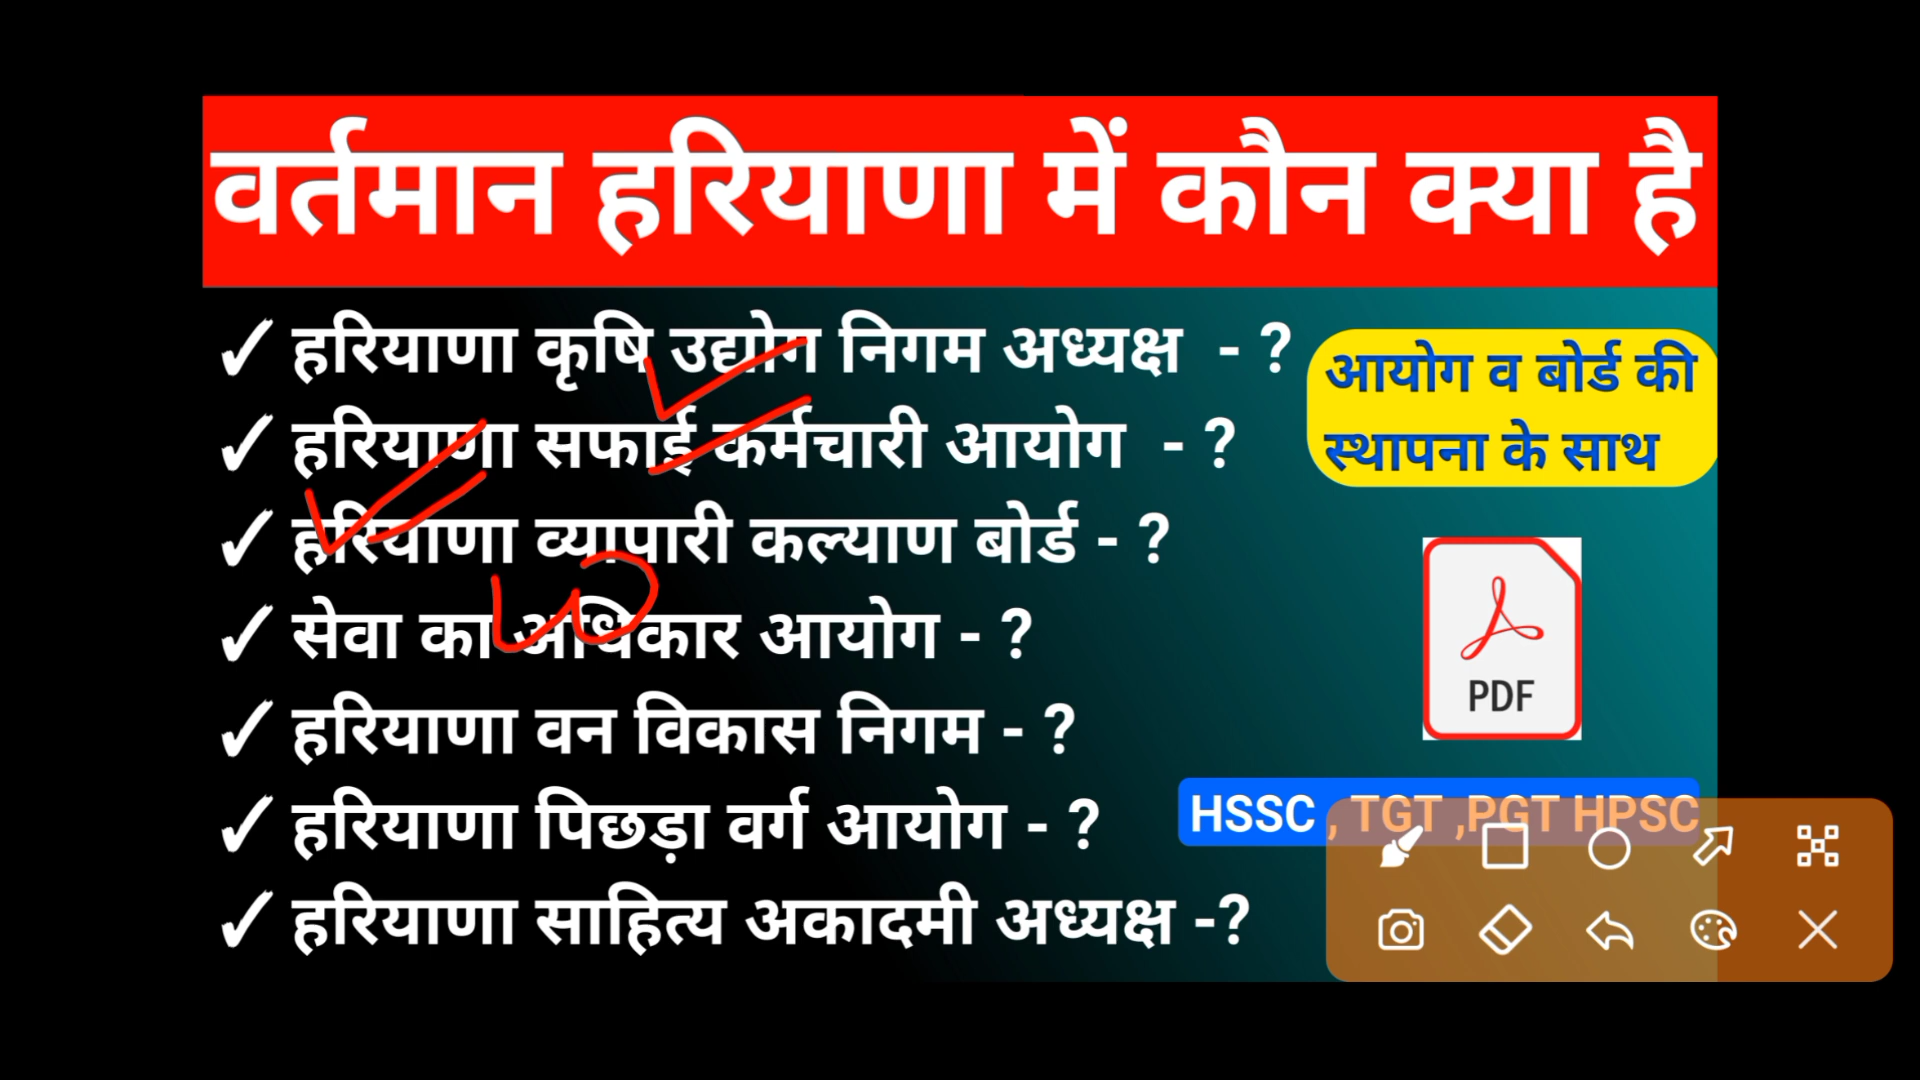 वर्तमान हरियाणा में कौन क्या है
✓ हरियाणा कृषि उद्योग निगम अध्यक्ष - ?
✓ हरियाणा सफाई कर्मचारी आयोग - ?
✓ हरियाणा व्यापारी कल्याण बोर्ड - ?
✓ सेवा का अधिकार आयोग - ?
✓ हरियाणा वन विकास निगम - ?
✓ हरियाणा पिछड़ा वर्ग आयोग - ?
✓ हरियाणा साहित्य अकादमी अध्यक्ष -?
आयोग व बोर्ड की
स्थापना के साथ
PDF
HSSC , TGT ,PGT HPSC